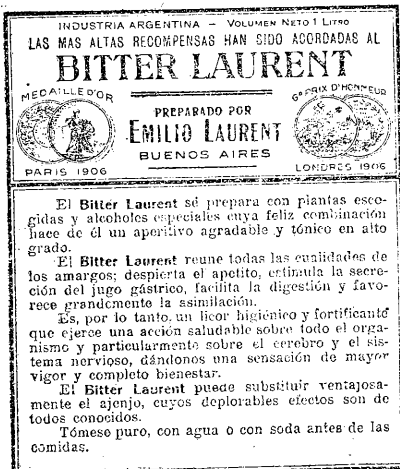 INDUSTRIA ARGENTINA – VOLUMEN NETO 1 LITRO
LAS MAS ALTAS RECOMPENSAS HAN SIDO ACORDADAS AL
BITTER LAURENT
MEDAILLE D'OR
PARIS 1906
PREPARADO POR
EMILIO LAURENT
BUENOS AIRES
Gd PRIX D'HONNEUR
LONDRES 1906
El Bitter Laurent se prepara con plantas esco-
gidas y alcoholes especiales cuya feliz combinación
hace de él un aperitivo agradable y tónico en alto
grado.
El Bitter Laurent reune todas las cualidades de
los amargos; despierta el apetito, estimula la secre-
ción del jugo gástrico, facilita la digestión y favo-
rece grandemente la asimilación.
Es, por lo tanto, un licor higiénico y fortificante
que ejerce una acción saludable sobre todo el orga-
nismo y particularmente sobre el cerebro y el sis-
tema nervioso, dándonos una sensación de mayor
vigor y completo bienestar.
El Bitter Laurent puede substituir ventajosa-
mente el ajenjo, cuyos deplorables efectos son de
todos conocidos.
Tómese puro, con agua o con soda antes de las
comidas.